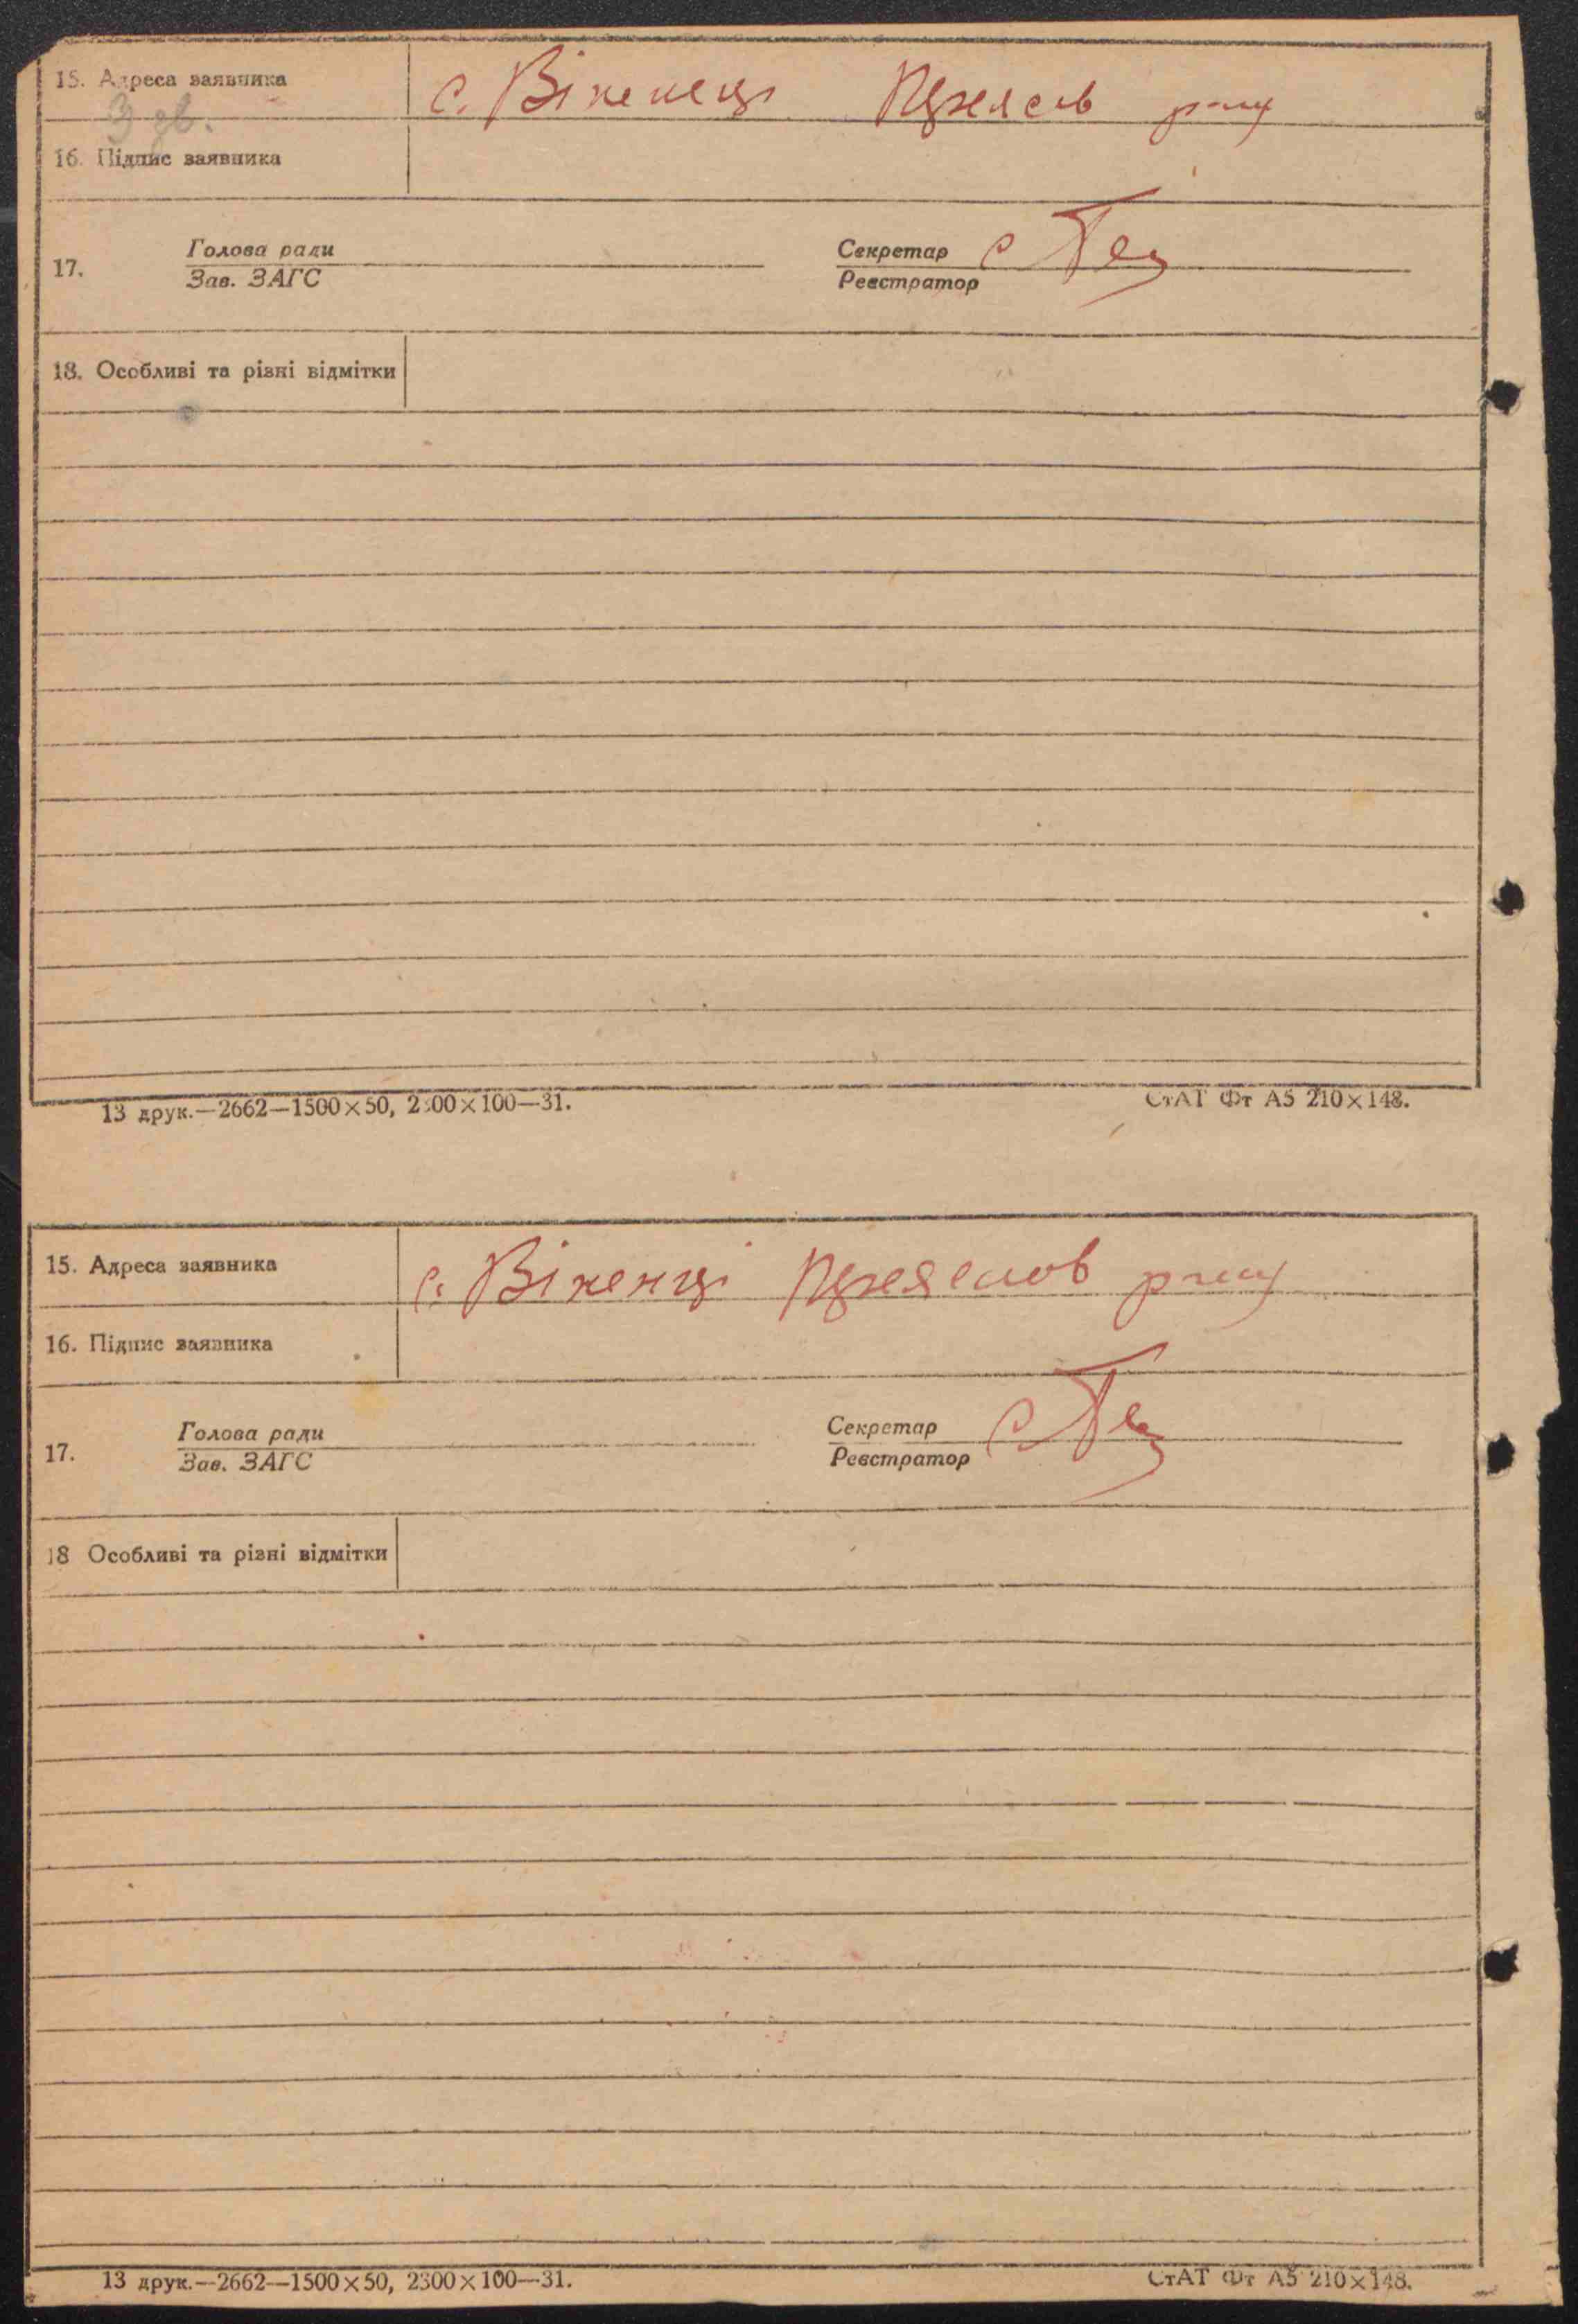 15. Адреса заявника с. Віненці р-ну
3 дв.
16. Підпис заявника
Голова ради Секретар
17.
Зав. ЗАГС Реєстратор
18. Особливі та різні відмітки
13 друк.—2662—1500×50, 2300×100—31. СтАТ Фт А5 210×148.
15. Адреса заявника с. Віненці р-ну
16. Підпис заявника
Голова ради Секретар
17.
Зав. ЗАГС Реєстратор
18 Особливі та різні відмітки
13 друк.—2662—1500×50, 2300×100—31. СтАТ Фт А5 210×148.